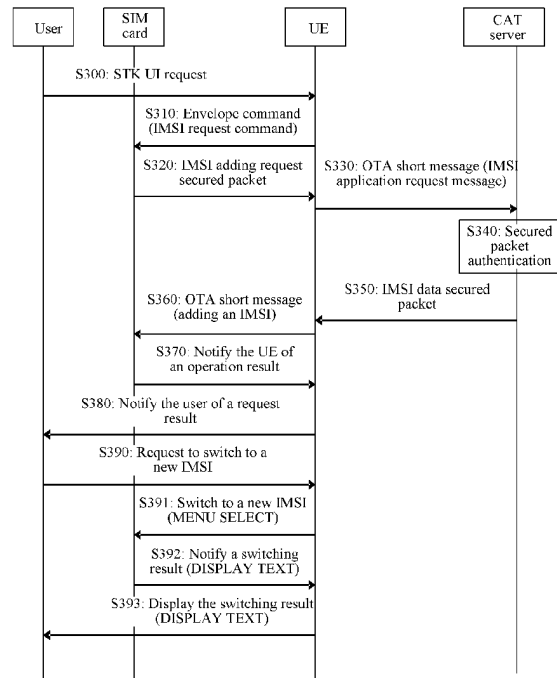 User
SIM
card
UE
CAT
server
S300: STK UI request
S310: Envelope command
(IMSI request command)
S320: IMSI adding request
secured packet
S330: OTA short message (IMSI
application request message)
S340: Secured
packet
authentication
S350: IMSI data secured
packet
S360: OTA short message
(adding an IMSI)
S370: Notify the UE of
an operation result
S380: Notify the user of a request
result
S390: Request to switch to a
new IMSI
S391: Switch to a new IMSI
(MENU SELECT)
S392: Notify a switching
result (DISPLAY TEXT)
S393: Display the switching result
(DISPLAY TEXT)